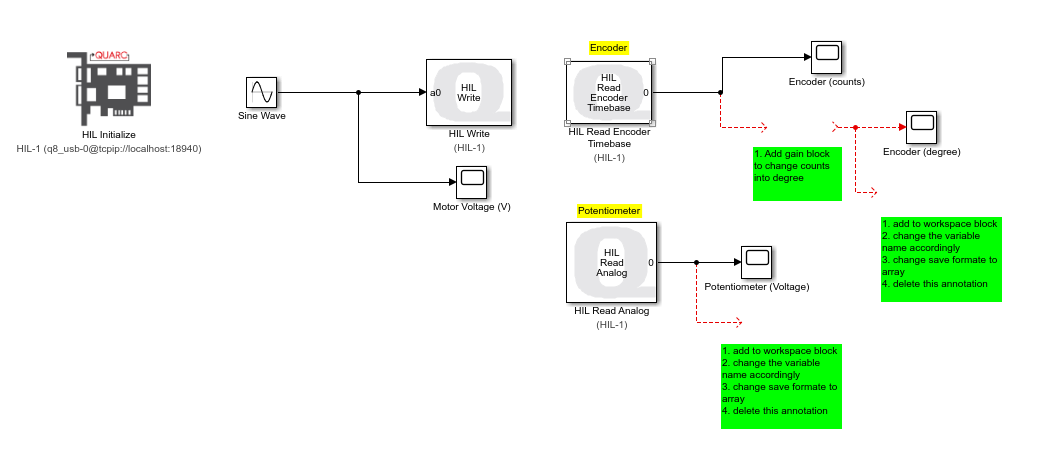 QUARC
HIL Initialize
HIL-1 (q8_usb-0@tcpip://localhost:18940)
Sine Wave
a0
HIL
Write
HIL Write
(HIL-1)
Motor Voltage (V)
Encoder
HIL
Read
Encoder
Timebase
0
HIL Read Encoder
Timebase
(HIL-1)
Encoder (counts)
Encoder (degree)
1. Add gain block
to change counts
into degree
1. add to workspace block
2. change the variable
name accordingly
3. change save formate to
array
4. delete this annotation
Potentiometer
HIL
Read
Analog
0
HIL Read Analog
(HIL-1)
Potentiometer (Voltage)
1. add to workspace block
2. change the variable
name accordingly
3. change save formate to
array
4. delete this annotation